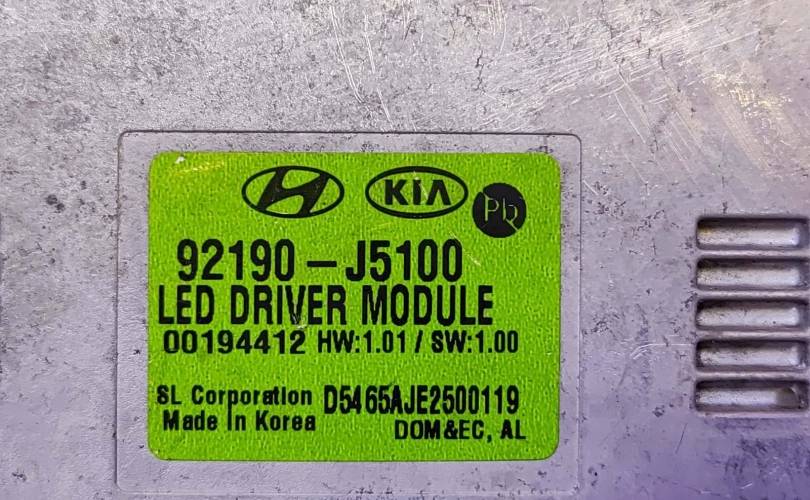 KIA Pb
92190-J5100
LED DRIVER MODULE
00194412 HW:1.01 / SW:1.00
SL Corporation D5465AJE2500119
Made In Korea DOM&EC, AL